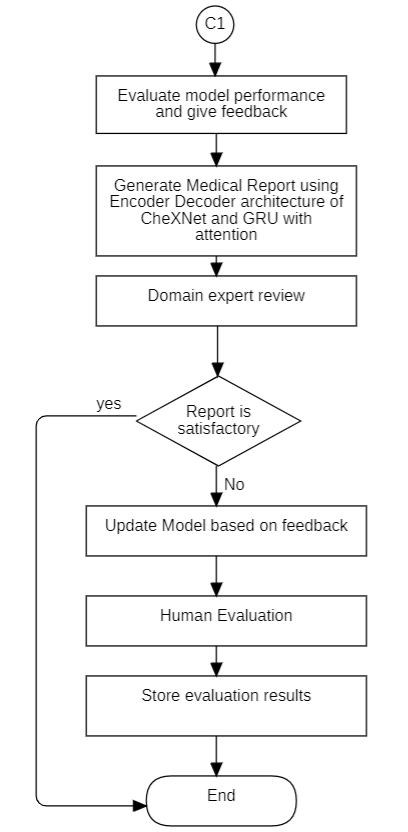 C1
Evaluate model performance
and give feedback
Generate Medical Report using
Encoder Decoder architecture of
CheXNet and GRU with
attention
Domain expert review
Report is
satisfactory
yes
No
Update Model based on feedback
Human Evaluation
Store evaluation results
End